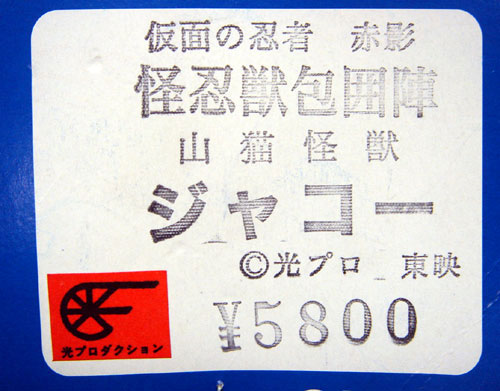 仮面の忍者 赤影
怪忍獣包囲陣
山猫怪獣
ジャコー
©光プロ 東映
¥5800
光プロダクション